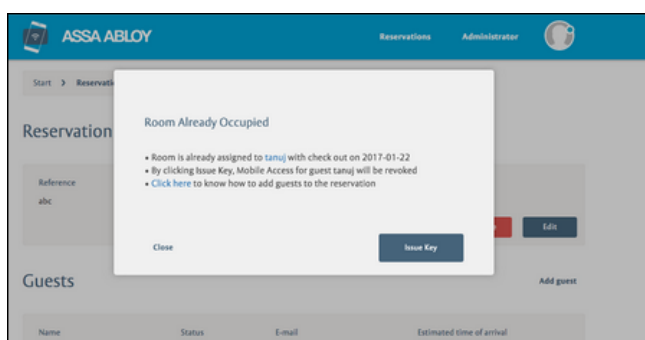 ASSA ABLOY
Reservations Administrator
Start > Reservati
Reservation
Room Already Occupied
• Room is already assigned to tanuj with check out on 2017-01-22
• By clicking Issue Key, Mobile Access for guest tanuj will be revoked
• Click here to know how to add guests to the reservation
Reference
abc
Edit
Close Issue Key
Guests Add guest
Name Status E-mail Estimated time of arrival